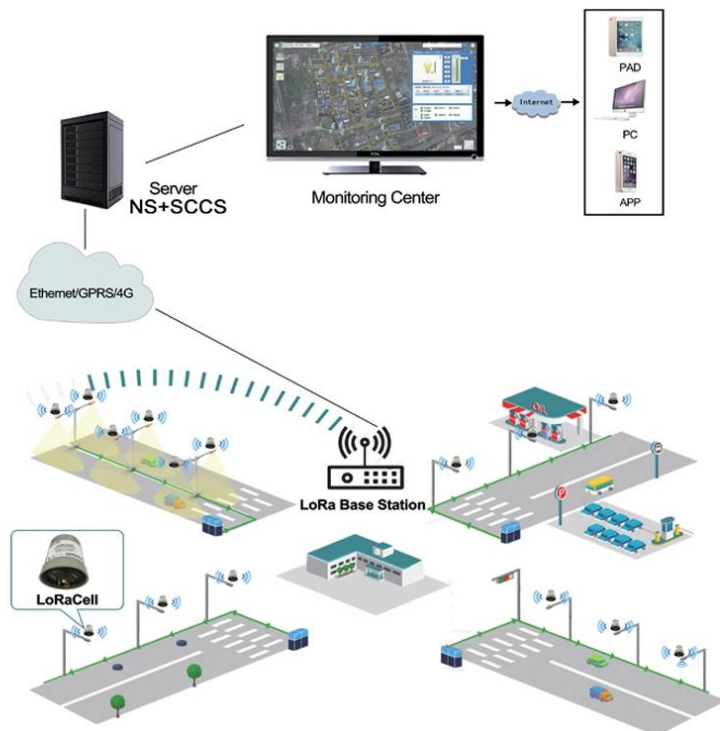 PAD
Internet
PC
V.I
APP
Server
NS+SCCS
Monitoring Center
Ethernet/GPRS/4G
OIL
LoRa Base Station
P
LoRaCell